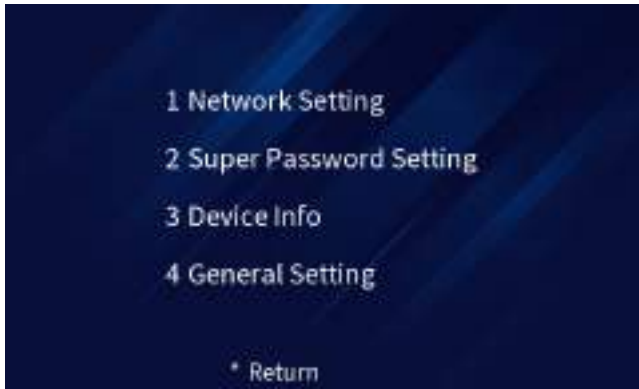 1 Network Setting
2 Super Password Setting
3 Device Info
4 General Setting
* Return